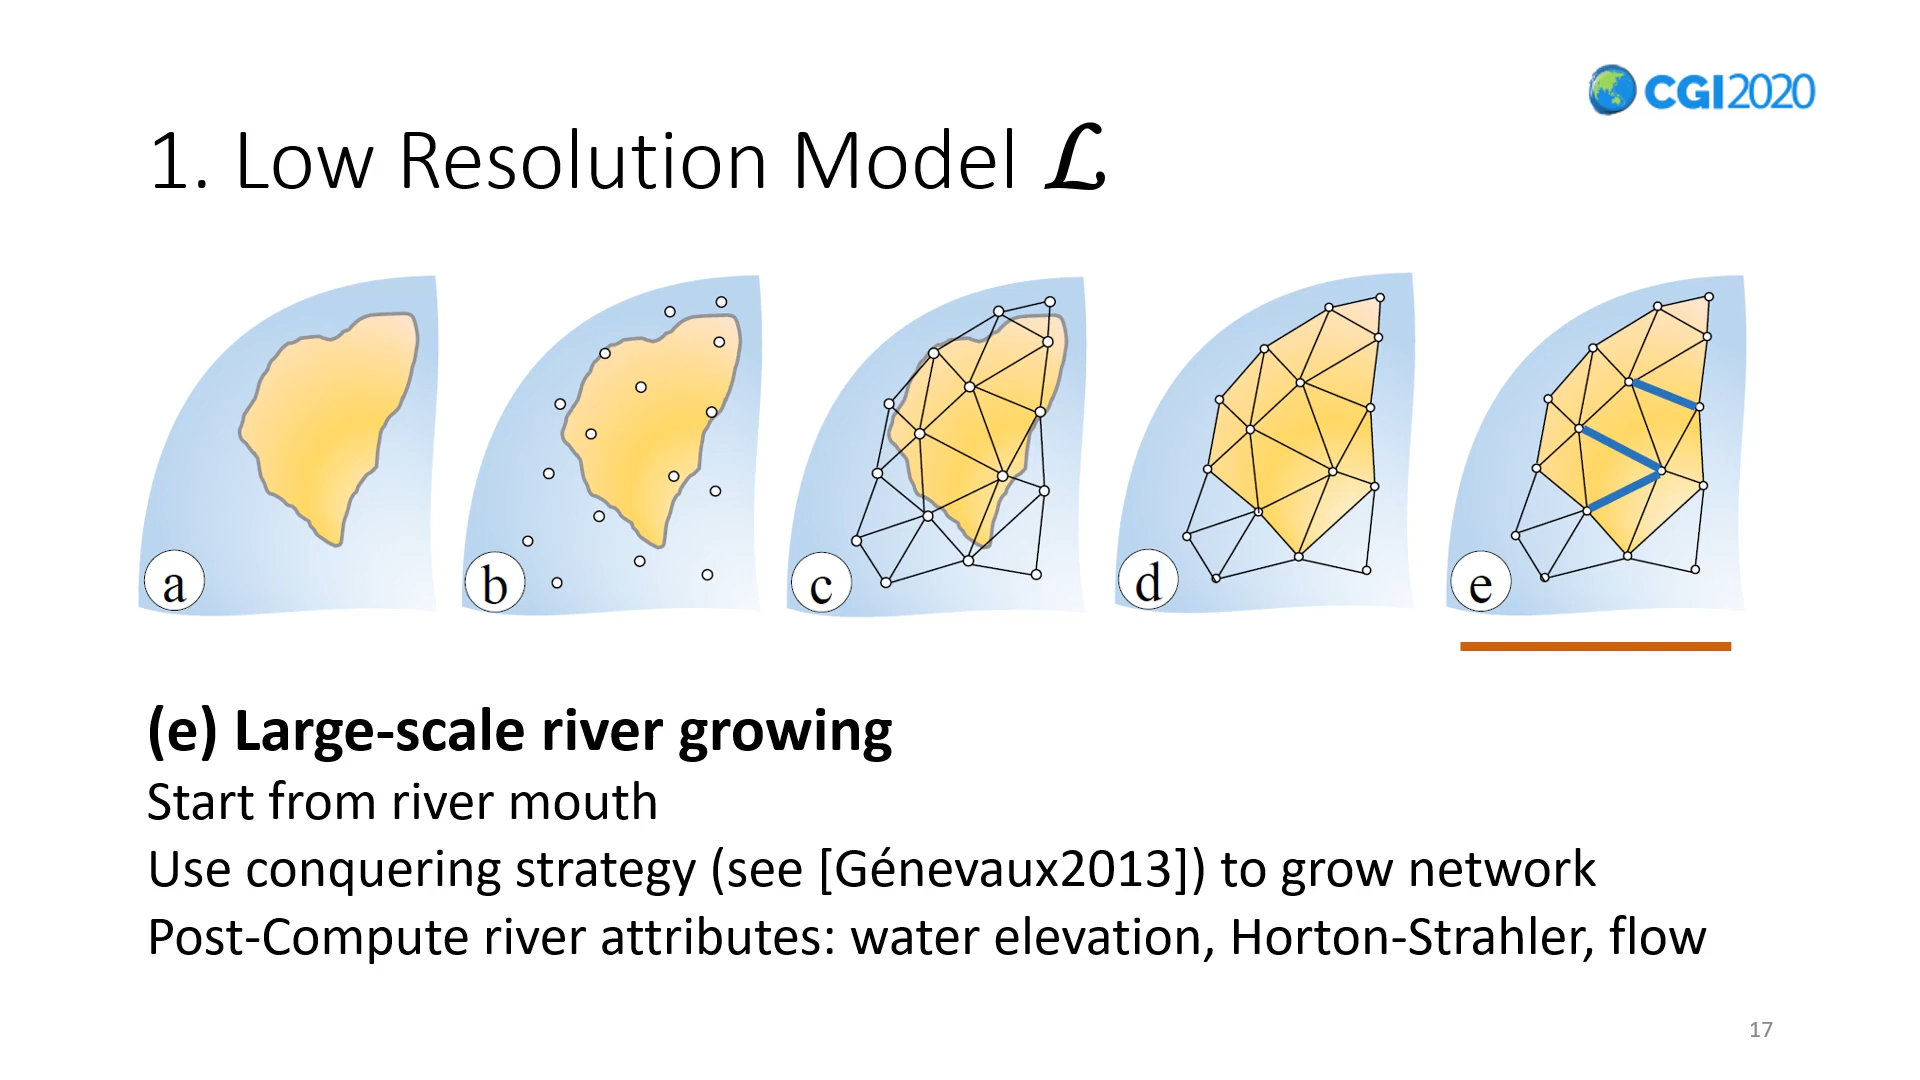 CGI2020
1. Low Resolution Model ℒ
a
b
c
d
e
(e) Large-scale river growing
Start from river mouth
Use conquering strategy (see [Génevaux2013]) to grow network
Post-Compute river attributes: water elevation, Horton-Strahler, flow
17